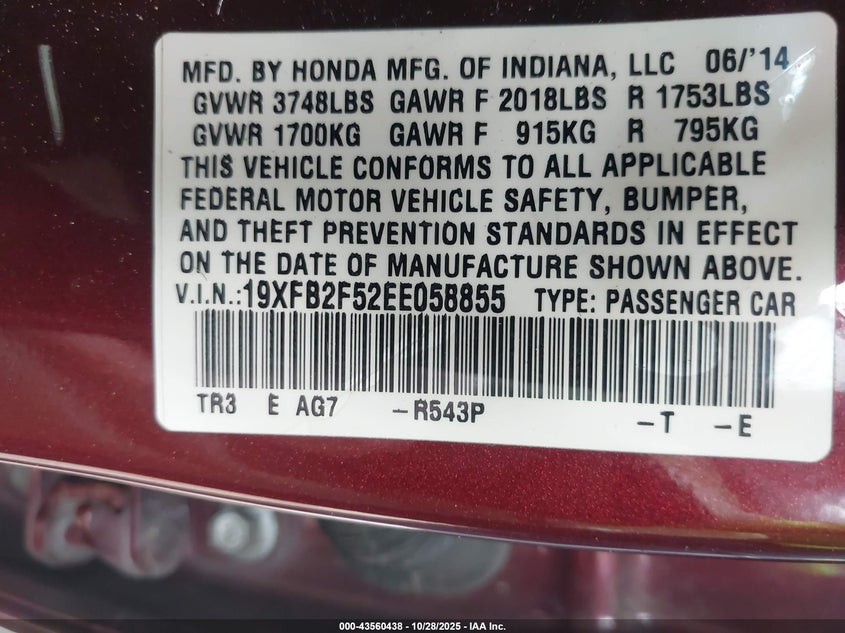 MFD. BY HONDA MFG. OF INDIANA, LLC 06/'14
GVWR 3748LBS GAWR F 2018LBS R 1753LBS
GVWR 1700KG GAWR F 915KG R 795KG
THIS VEHICLE CONFORMS TO ALL APPLICABLE
FEDERAL MOTOR VEHICLE SAFETY, BUMPER,
AND THEFT PREVENTION STANDARDS IN EFFECT
ON THE DATE OF MANUFACTURE SHOWN ABOVE.
V.I.N.:19XFB2F52EE058855 TYPE: PASSENGER CAR
TR3 E AG7 –R543P –T –E
000-43560438 - 10/28/2025 - IAA Inc.